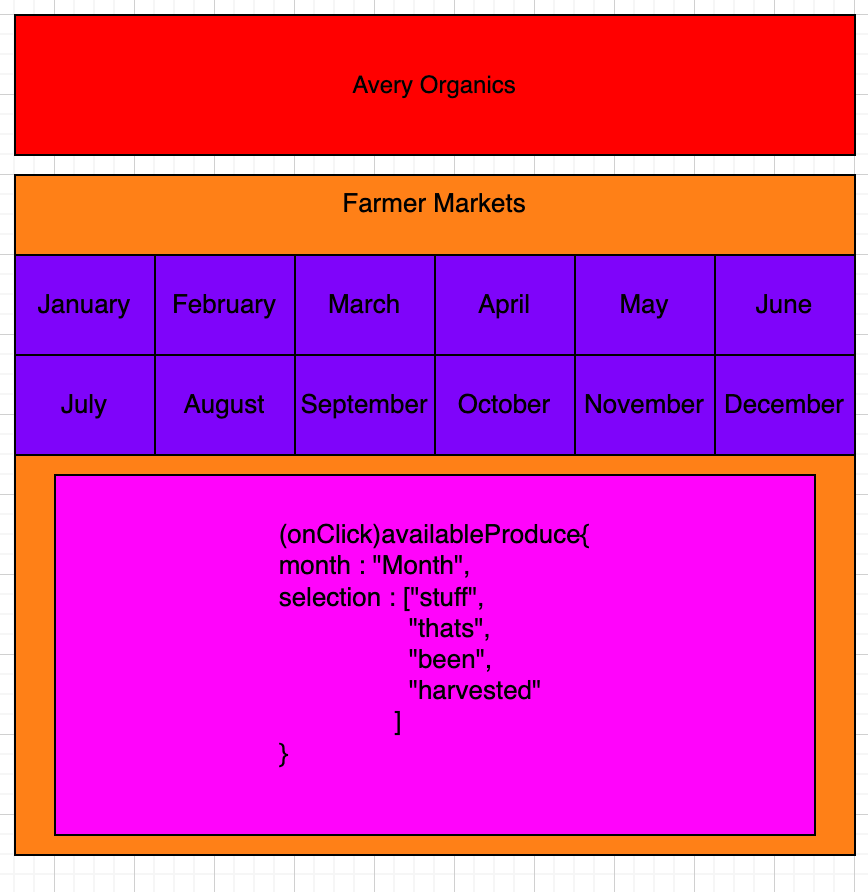 Avery Organics
Farmer Markets
January February March April May June
July August September October November December
(onClick)availableProduce{
month : "Month",
selection : ["stuff",
"thats",
"been",
"harvested"
]
}